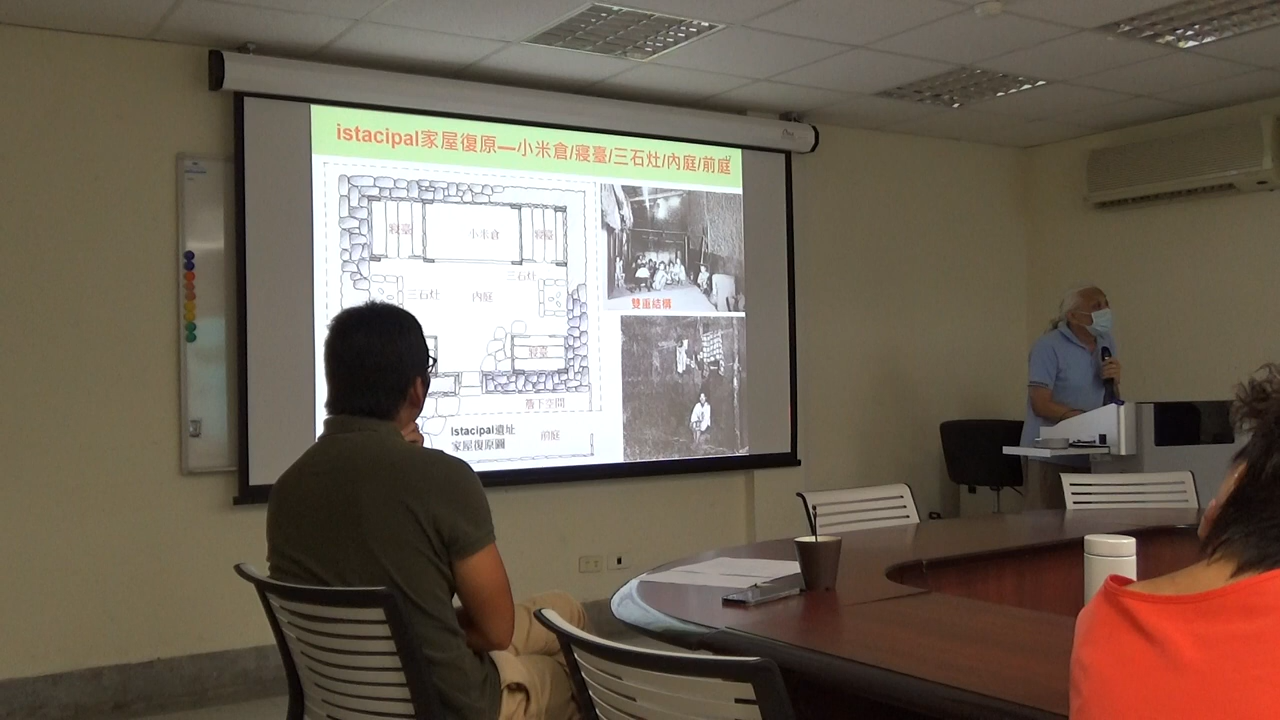 istacipal家屋復原—小米倉/寢臺/三石灶/內庭/前庭
寢臺
小米倉
寢臺
三石灶
三石灶
內庭
寢臺
簷下空間
Istacipal遺址
家屋復原圖
前庭
雙重結構